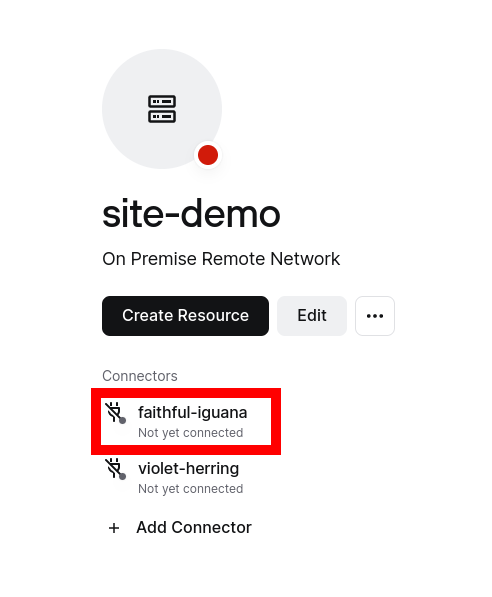 site-demo
On Premise Remote Network
Create Resource
Edit
Connectors
faithful-iguana
Not yet connected
violet-herring
Not yet connected
+ Add Connector